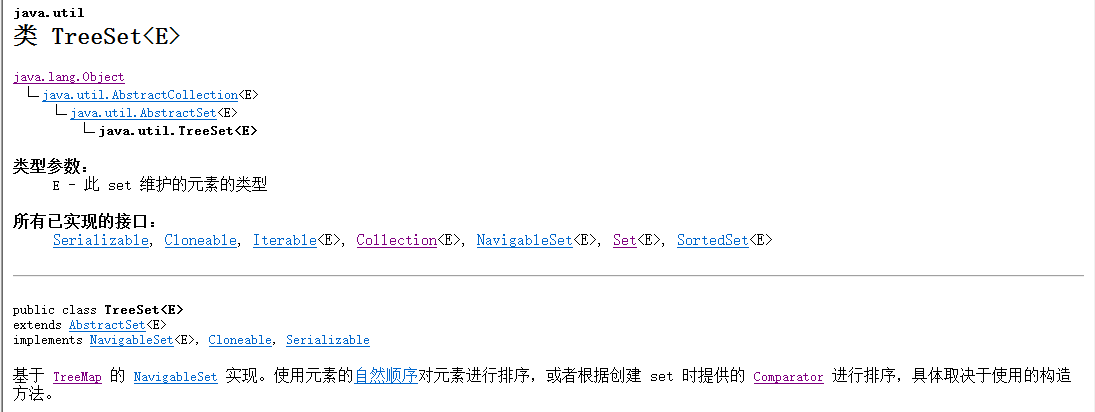 java.util
类 TreeSet<E>
java.lang.Object
java.util.AbstractCollection<E>
java.util.AbstractSet<E>
java.util.TreeSet<E>
类型参数：
E - 此 set 维护的元素的类型
所有已实现的接口：
Serializable, Cloneable, Iterable<E>, Collection<E>, NavigableSet<E>, Set<E>, SortedSet<E>
public class TreeSet<E>
extends AbstractSet<E>
implements NavigableSet<E>, Cloneable, Serializable
基于 TreeMap 的 NavigableSet 实现。使用元素的自然顺序对元素进行排序，或者根据创建 set 时提供的 Comparator 进行排序，具体取决于使用的构造
方法。